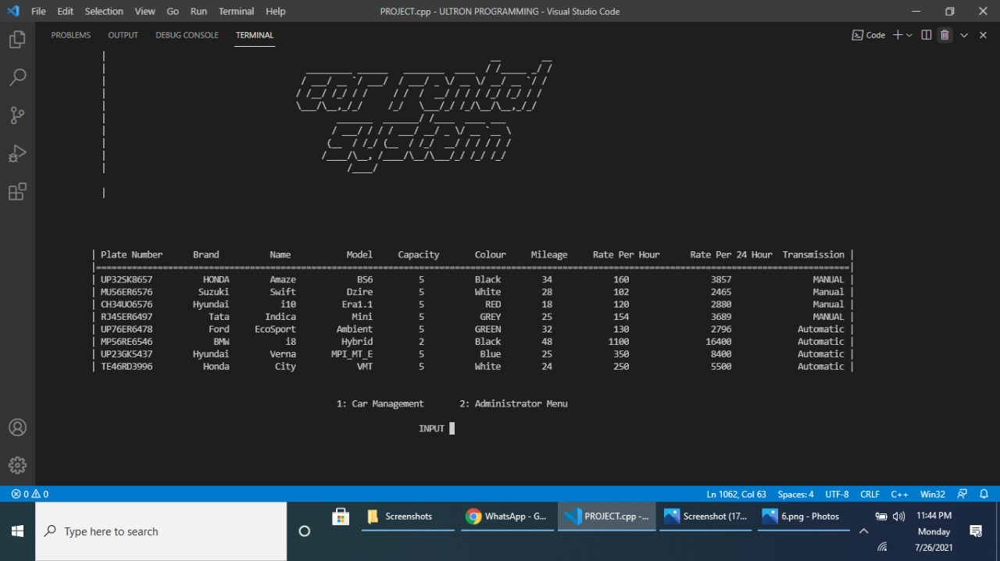 File Edit Selection View Go Run Terminal Help PROJECT.cpp - ULTRON PROGRAMMING - Visual Studio Code
PROBLEMS OUTPUT DEBUG CONSOLE TERMINAL Code
car rental
system
| Plate Number Brand Name Model Capacity Colour Mileage Rate Per Hour Rate Per 24 Hour Transmission |
| UP32SK8657 HONDA Amaze BS6 5 Black 34 160 3857 MANUAL |
| MU56ER6576 Suzuki Swift Dzire 5 White 28 102 2465 Manual |
| CH34UO6576 Hyundai i10 Era1.1 5 RED 18 120 2880 Manual |
| RJ45ER6497 Tata Indica Mini 5 GREY 25 154 3689 MANUAL |
| UP76ER6478 Ford EcoSport Ambient 5 GREEN 32 130 2796 Automatic |
| MP56RE6546 BMW i8 Hybrid 2 Black 48 1100 16400 Automatic |
| UP23GK5437 Hyundai Verna MPI_MT_E 5 Blue 25 350 8400 Automatic |
| TE46RD3996 Honda City VMT 5 White 24 250 5500 Automatic |
1: Car Management 2: Administrator Menu
INPUT
0 0 Ln 1062, Col 63 Spaces: 4 UTF-8 CRLF C++ Win32
Type here to search Screenshots WhatsApp - G... PROJECT.cpp -... Screenshot (17... 6.png - Photos 11:44 PM
Monday
7/26/2021